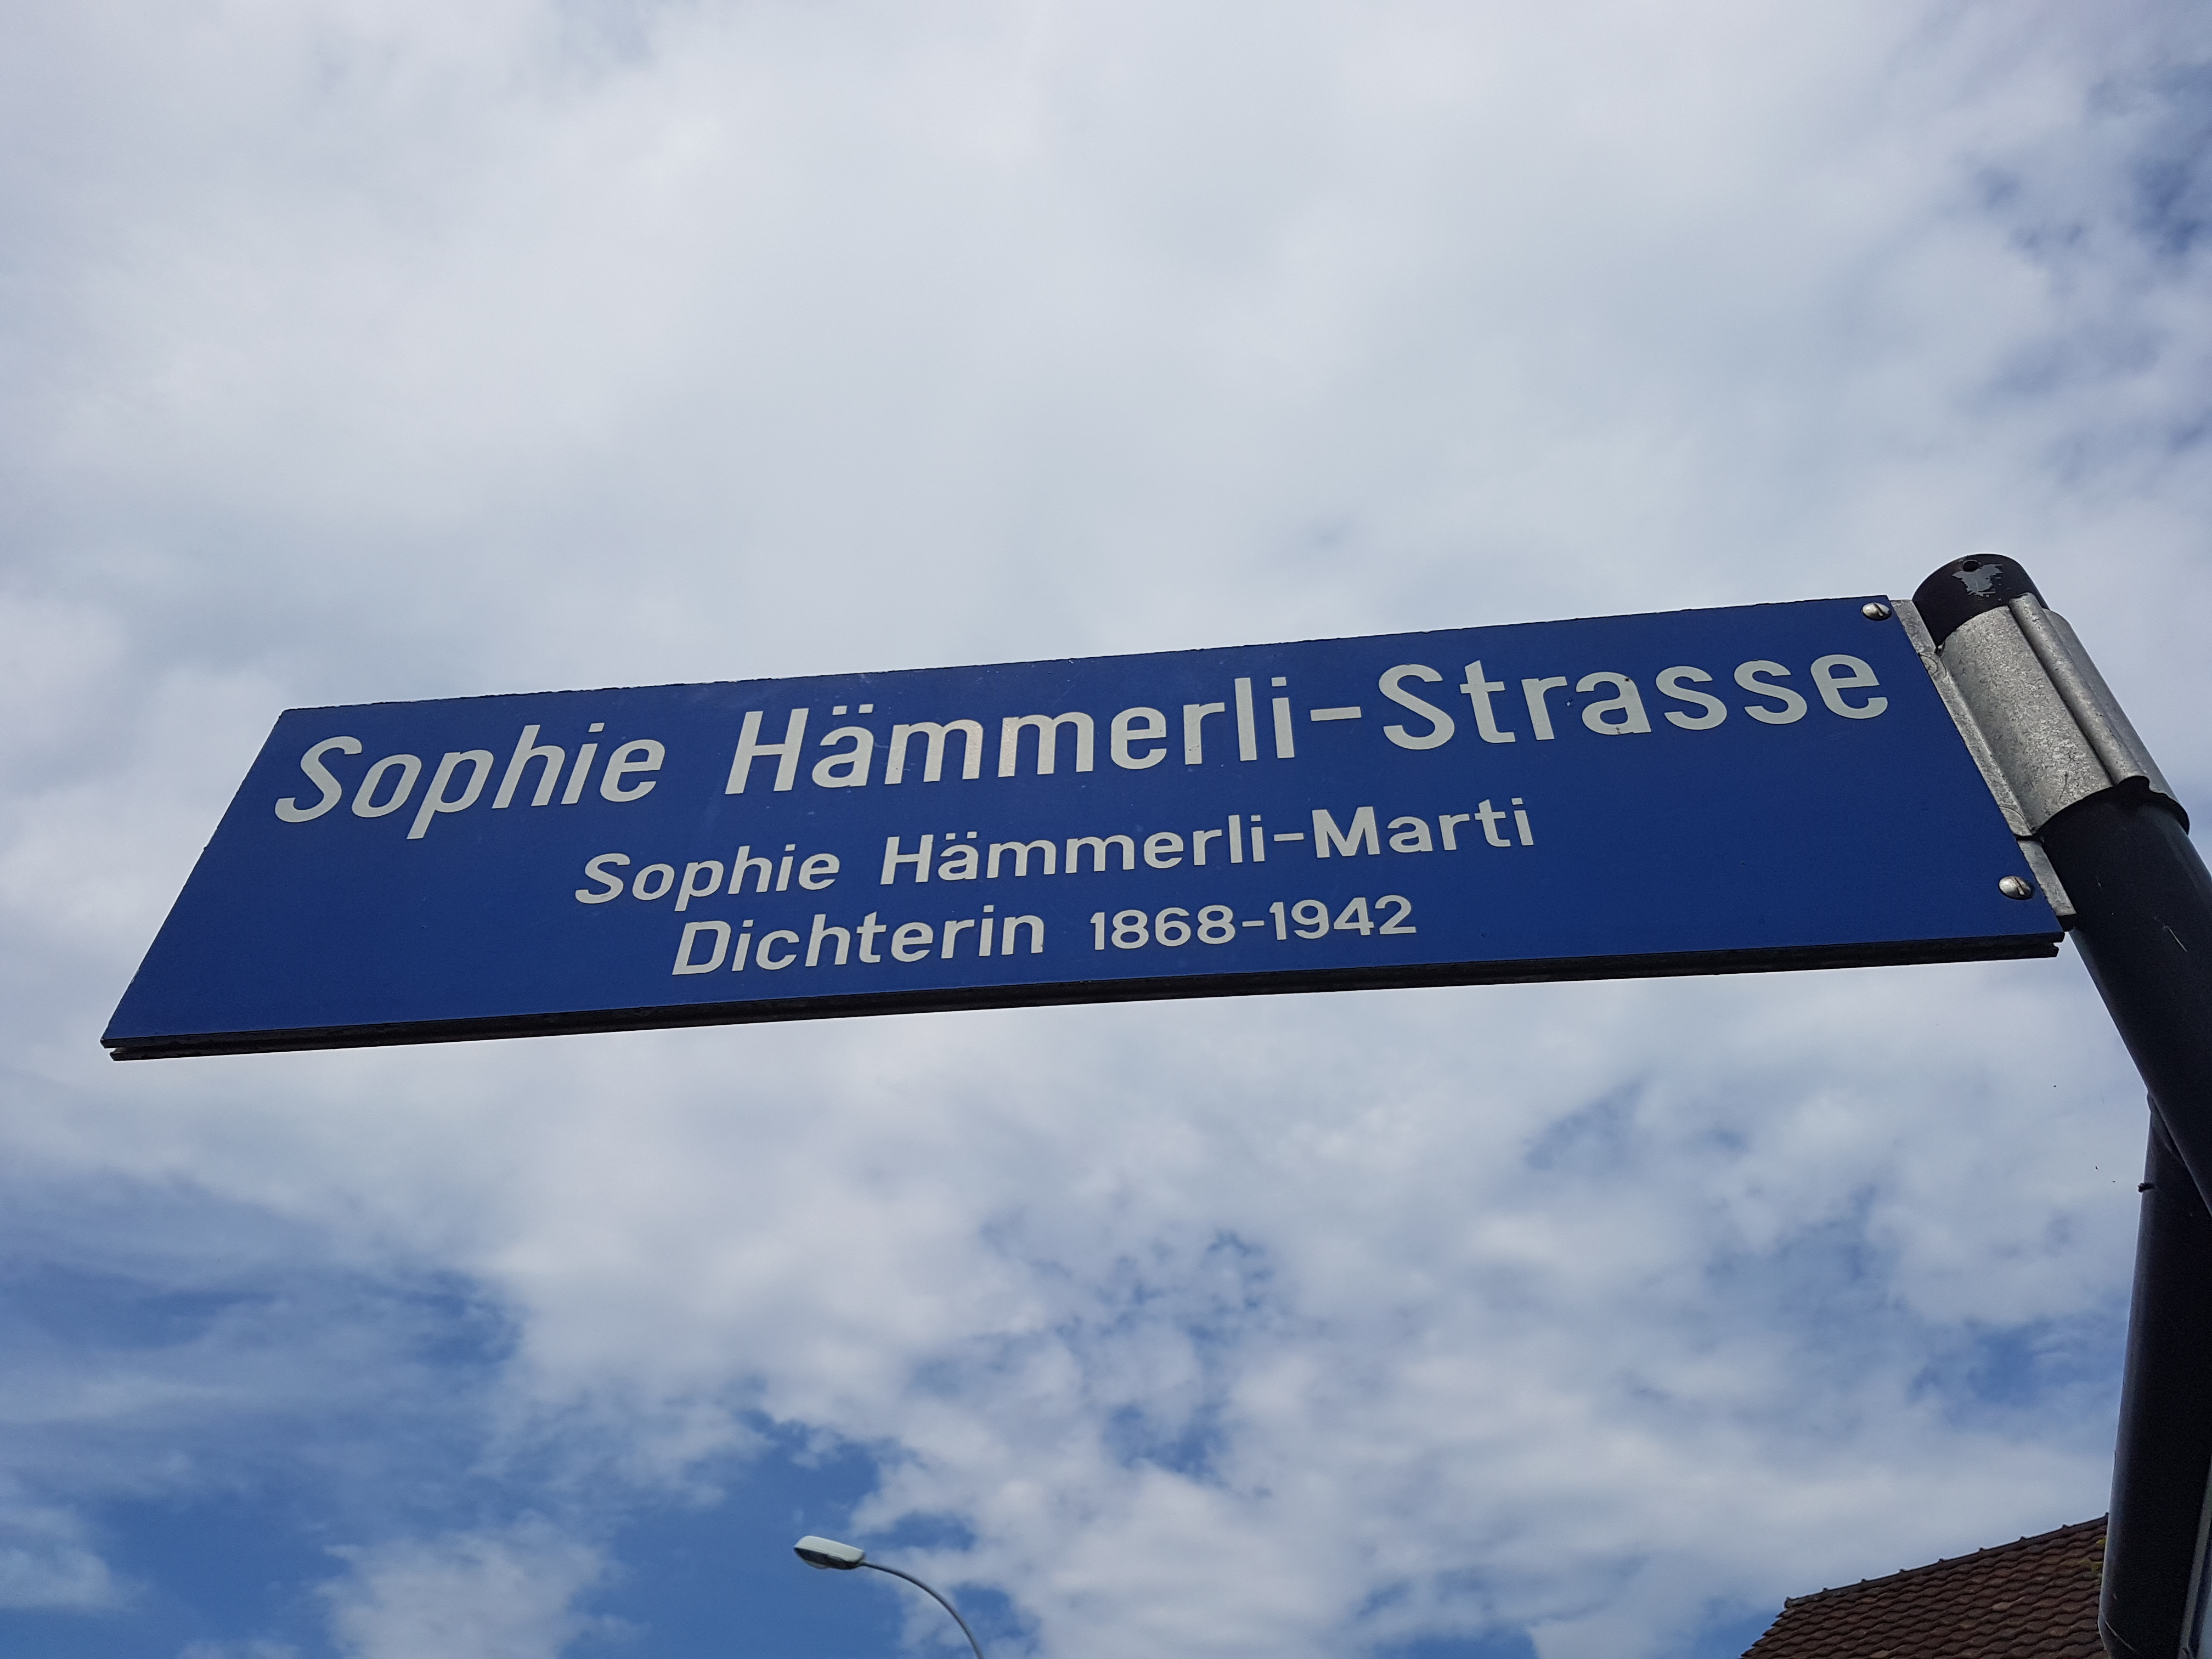 Sophie Hämmerli-Strasse
Sophie Hämmerli-Marti
Dichterin 1868-1942